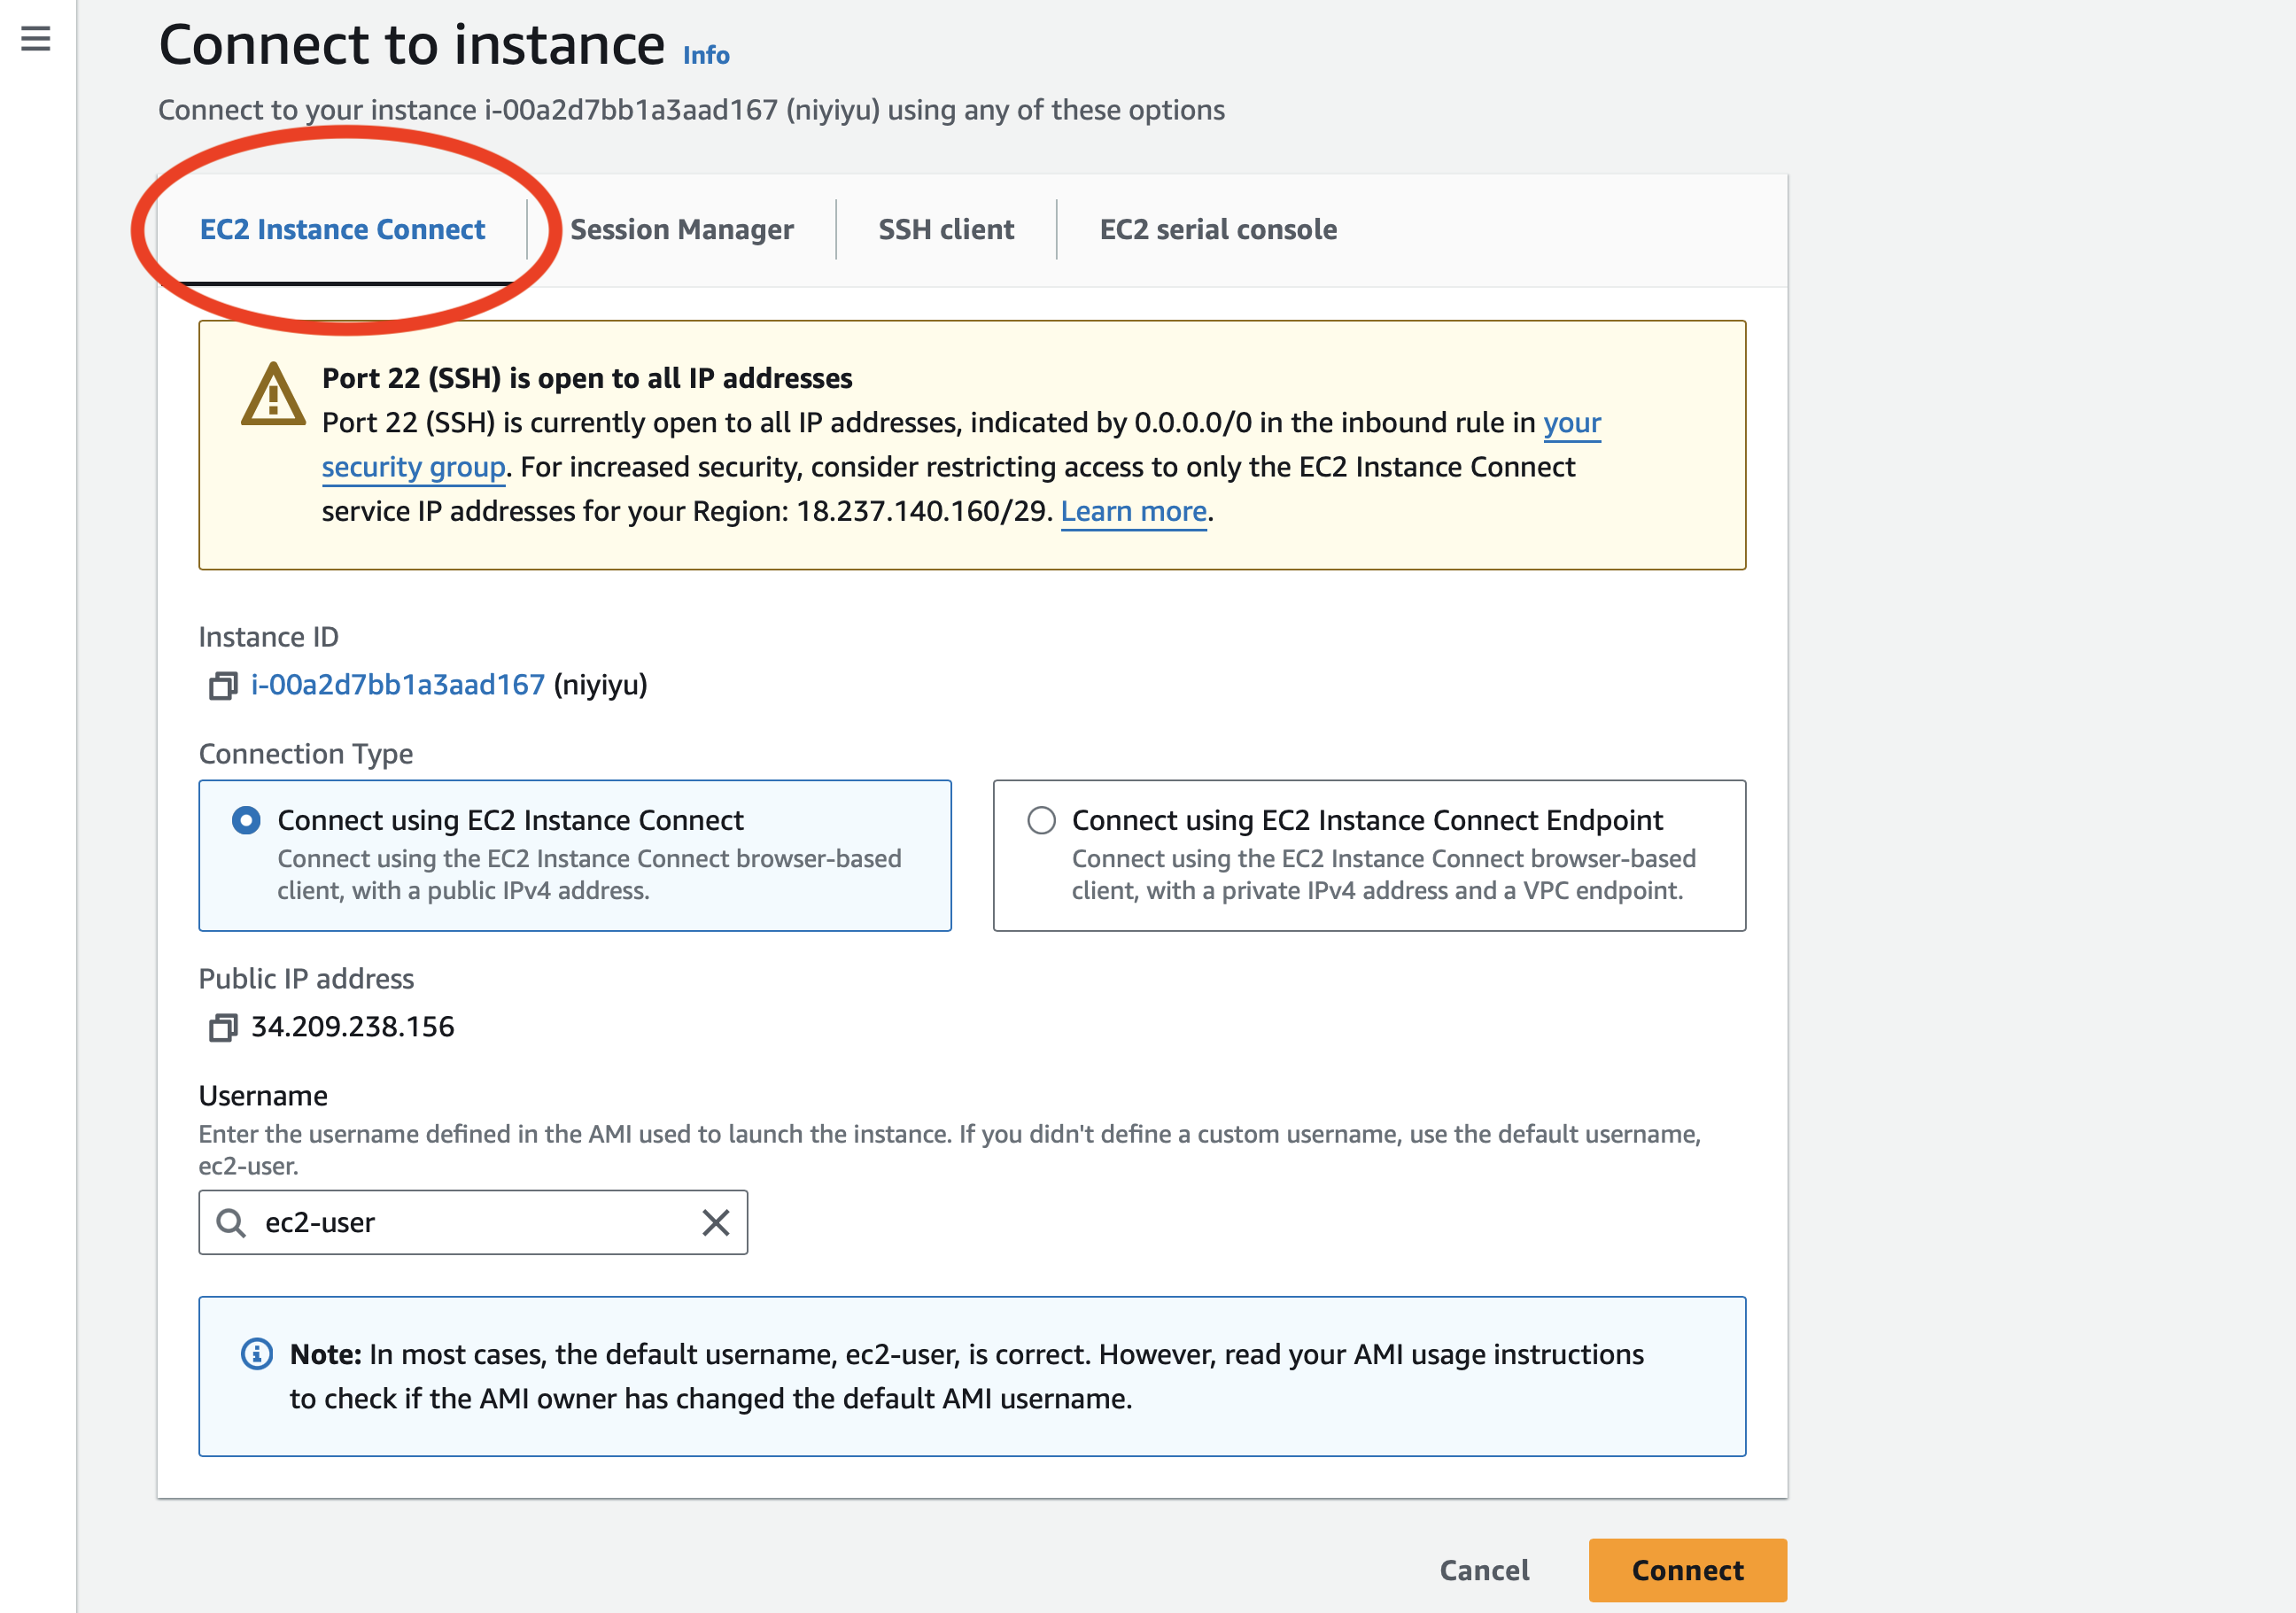 Connect to instance Info
Connect to your instance i-00a2d7bb1a3aad167 (niyiyu) using any of these options
EC2 Instance Connect
Session Manager
SSH client
EC2 serial console
Port 22 (SSH) is open to all IP addresses
Port 22 (SSH) is currently open to all IP addresses, indicated by 0.0.0.0/0 in the inbound rule in your
security group. For increased security, consider restricting access to only the EC2 Instance Connect
service IP addresses for your Region: 18.237.140.160/29. Learn more.
Instance ID
i-00a2d7bb1a3aad167 (niyiyu)
Connection Type
Connect using EC2 Instance Connect
Connect using the EC2 Instance Connect browser-based
client, with a public IPv4 address.
Connect using EC2 Instance Connect Endpoint
Connect using the EC2 Instance Connect browser-based
client, with a private IPv4 address and a VPC endpoint.
Public IP address
34.209.238.156
Username
Enter the username defined in the AMI used to launch the instance. If you didn't define a custom username, use the default username,
ec2-user.
ec2-user
Note: In most cases, the default username, ec2-user, is correct. However, read your AMI usage instructions
to check if the AMI owner has changed the default AMI username.
Cancel
Connect